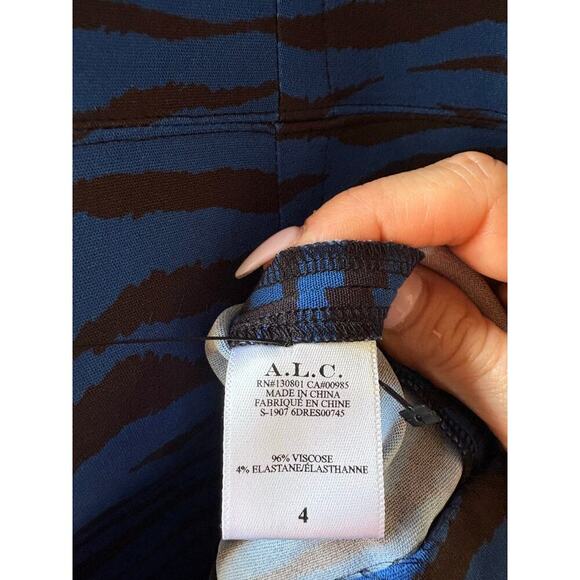 A.L.C.
RN#130801 CA#00985
MADE IN CHINA
FABRIQUÉ EN CHINE
S-1907 6DRES00745
96% VISCOSE
4% ELASTANE/ÉLASTHANNE
4